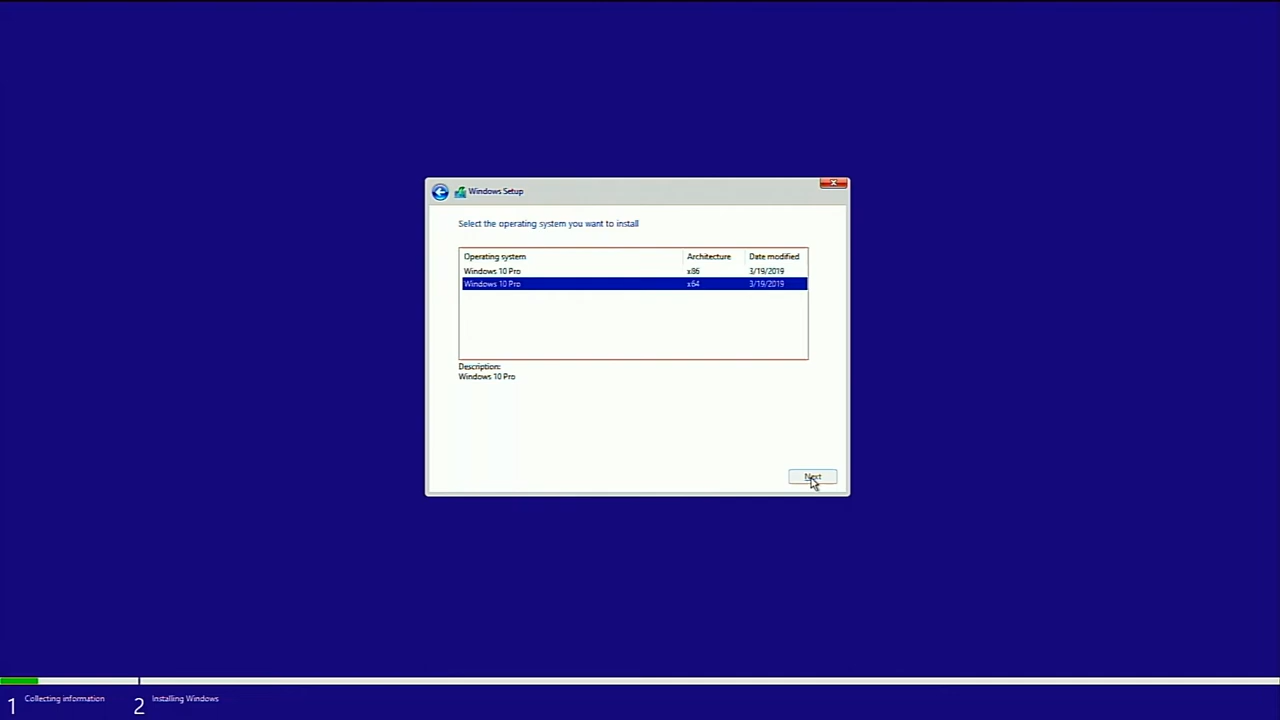 Windows Setup
Select the operating system you want to install
Operating system Architecture Date modified
Windows 10 Pro x86 3/19/2019
Windows 10 Pro x64 3/19/2019
Description:
Windows 10 Pro
Next
1 Collecting information 2 Installing Windows